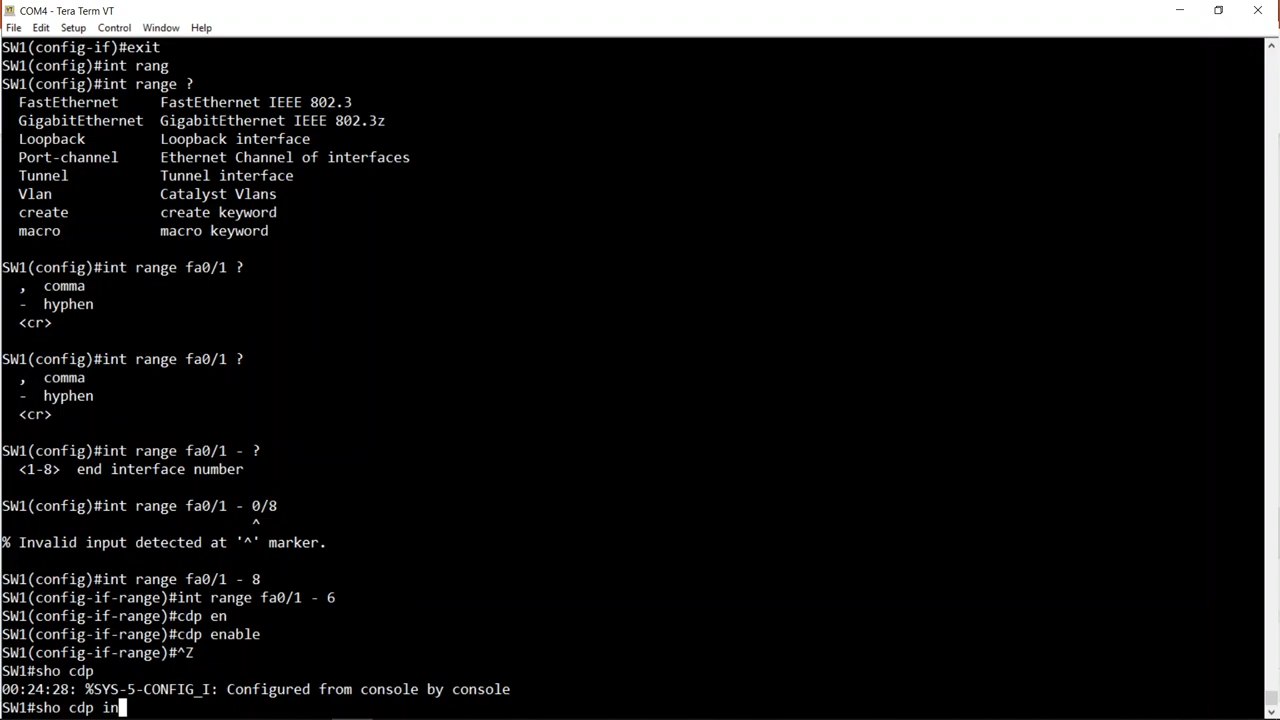 COM4 - Tera Term VT
File Edit Setup Control Window Help
SW1(config-if)#exit
SW1(config)#int rang
SW1(config)#int range ?
FastEthernet FastEthernet IEEE 802.3
GigabitEthernet GigabitEthernet IEEE 802.3z
Loopback Loopback interface
Port-channel Ethernet Channel of interfaces
Tunnel Tunnel interface
Vlan Catalyst Vlans
create create keyword
macro macro keyword
SW1(config)#int range fa0/1 ?
, comma
- hyphen
<cr>
SW1(config)#int range fa0/1 ?
, comma
- hyphen
<cr>
SW1(config)#int range fa0/1 - ?
<1-8> end interface number
SW1(config)#int range fa0/1 - 0/8
^
% Invalid input detected at '^' marker.
SW1(config)#int range fa0/1 - 8
SW1(config-if-range)#int range fa0/1 - 6
SW1(config-if-range)#cdp en
SW1(config-if-range)#cdp enable
SW1(config-if-range)#^Z
SW1#sho cdp
00:24:28: %SYS-5-CONFIG_I: Configured from console by console
SW1#sho cdp in